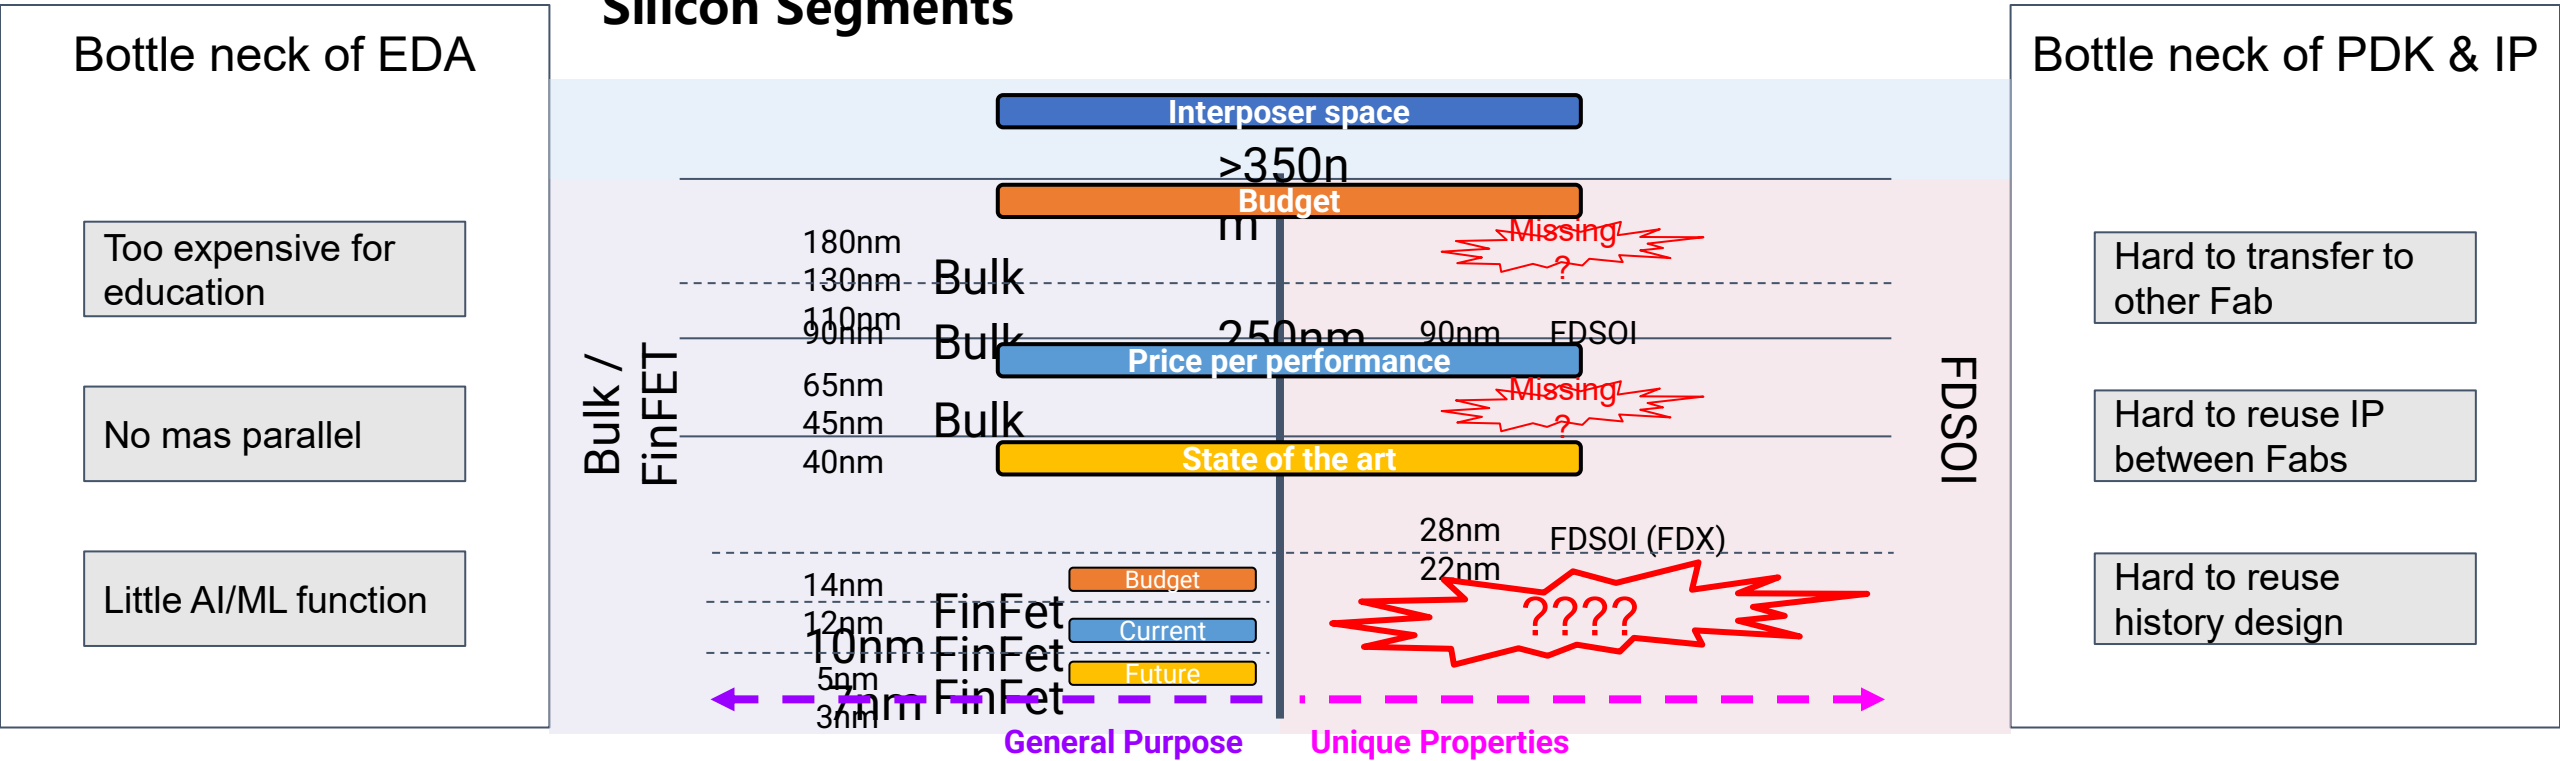 Silicon Segments
Bottle neck of EDA
Too expensive for
education
No mas parallel
Little AI/ML function
Interposer space
>350n
m
Budget
180nm
130nm
110nm
Bulk
Missing
?
90nm
Bulk
250nm
90nm
FDSOI
Price per performance
65nm
45nm
40nm
Bulk
Missing
?
State of the art
Bulk /
FinFET
FDSOI
28nm
22nm
FDSOI (FDX)
14nm
12nm
FinFet
Budget
10nm
FinFet
Current
????
5nm
3nm
7nm
FinFet
Future
General Purpose
Unique Properties
Bottle neck of PDK & IP
Hard to transfer to
other Fab
Hard to reuse IP
between Fabs
Hard to reuse
history design